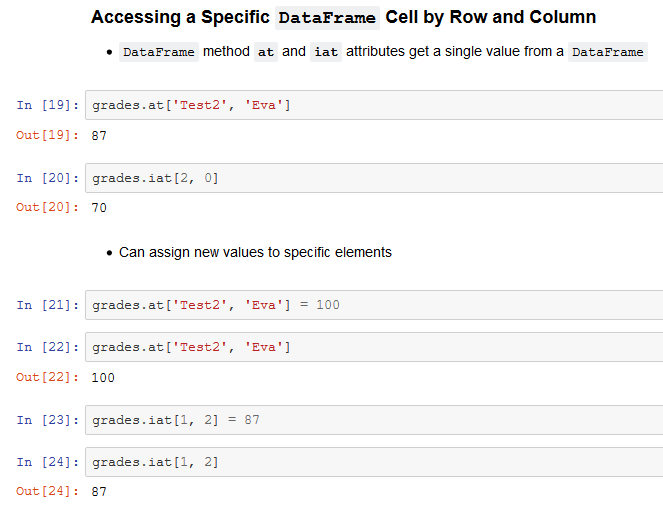 Accessing a Specific DataFrame Cell by Row and Column
• DataFrame method at and iat attributes get a single value from a DataFrame
In [19]: grades.at['Test2', 'Eva']
Out[19]: 87
In [20]: grades.iat[2, 0]
Out[20]: 70
• Can assign new values to specific elements
In [21]: grades.at['Test2', 'Eva'] = 100
In [22]: grades.at['Test2', 'Eva']
Out[22]: 100
In [23]: grades.iat[1, 2] = 87
In [24]: grades.iat[1, 2]
Out[24]: 87